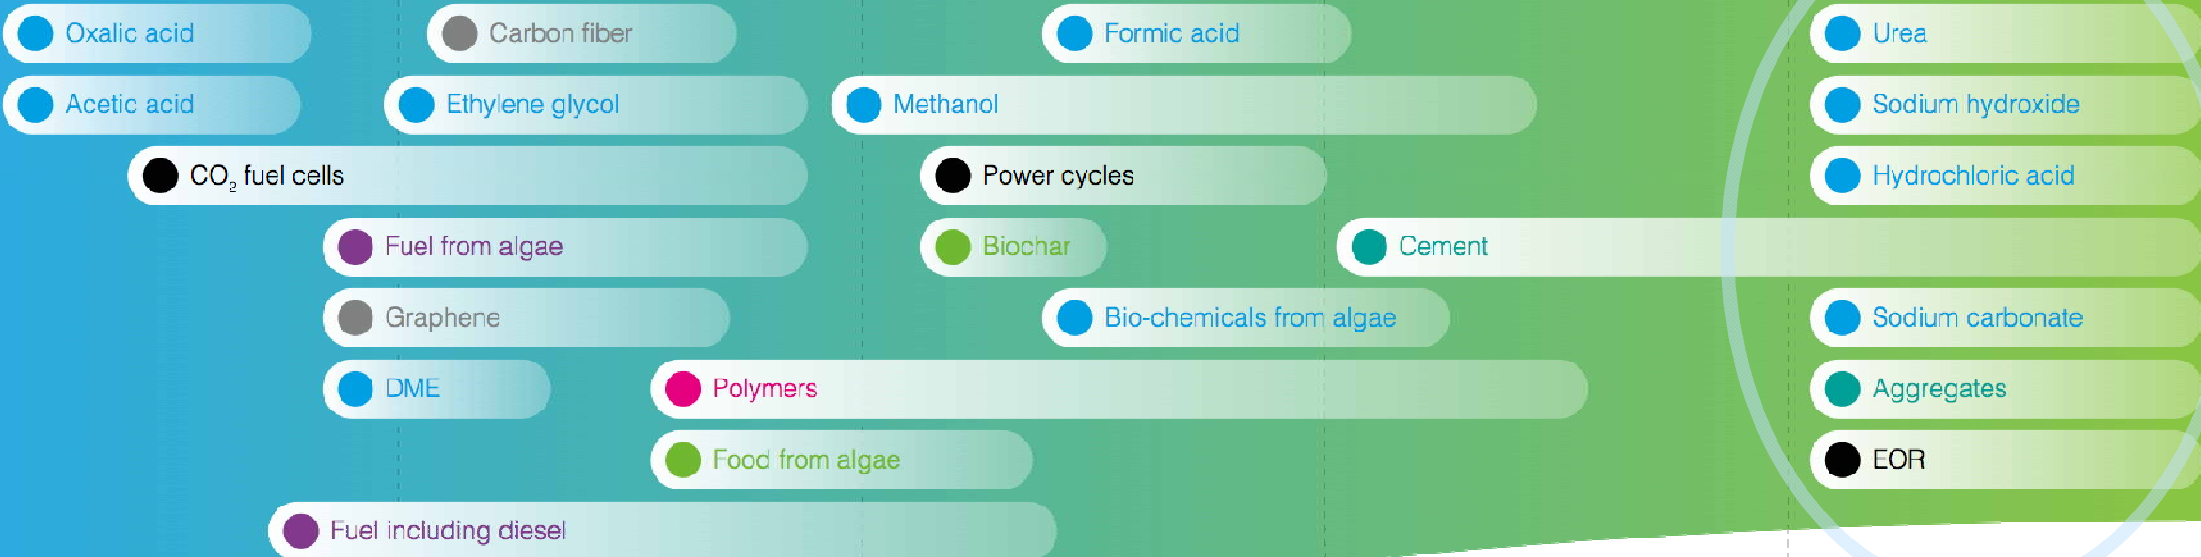 Oxalic acid
Carbon fiber
Formic acid
Urea
Acetic acid
Ethylene glycol
Methanol
Sodium hydroxide
CO₂ fuel cells
Power cycles
Hydrochloric acid
Fuel from algae
Biochar
Cement
Graphene
Bio-chemicals from algae
Sodium carbonate
DME
Polymers
Aggregates
Food from algae
EOR
Fuel including diesel